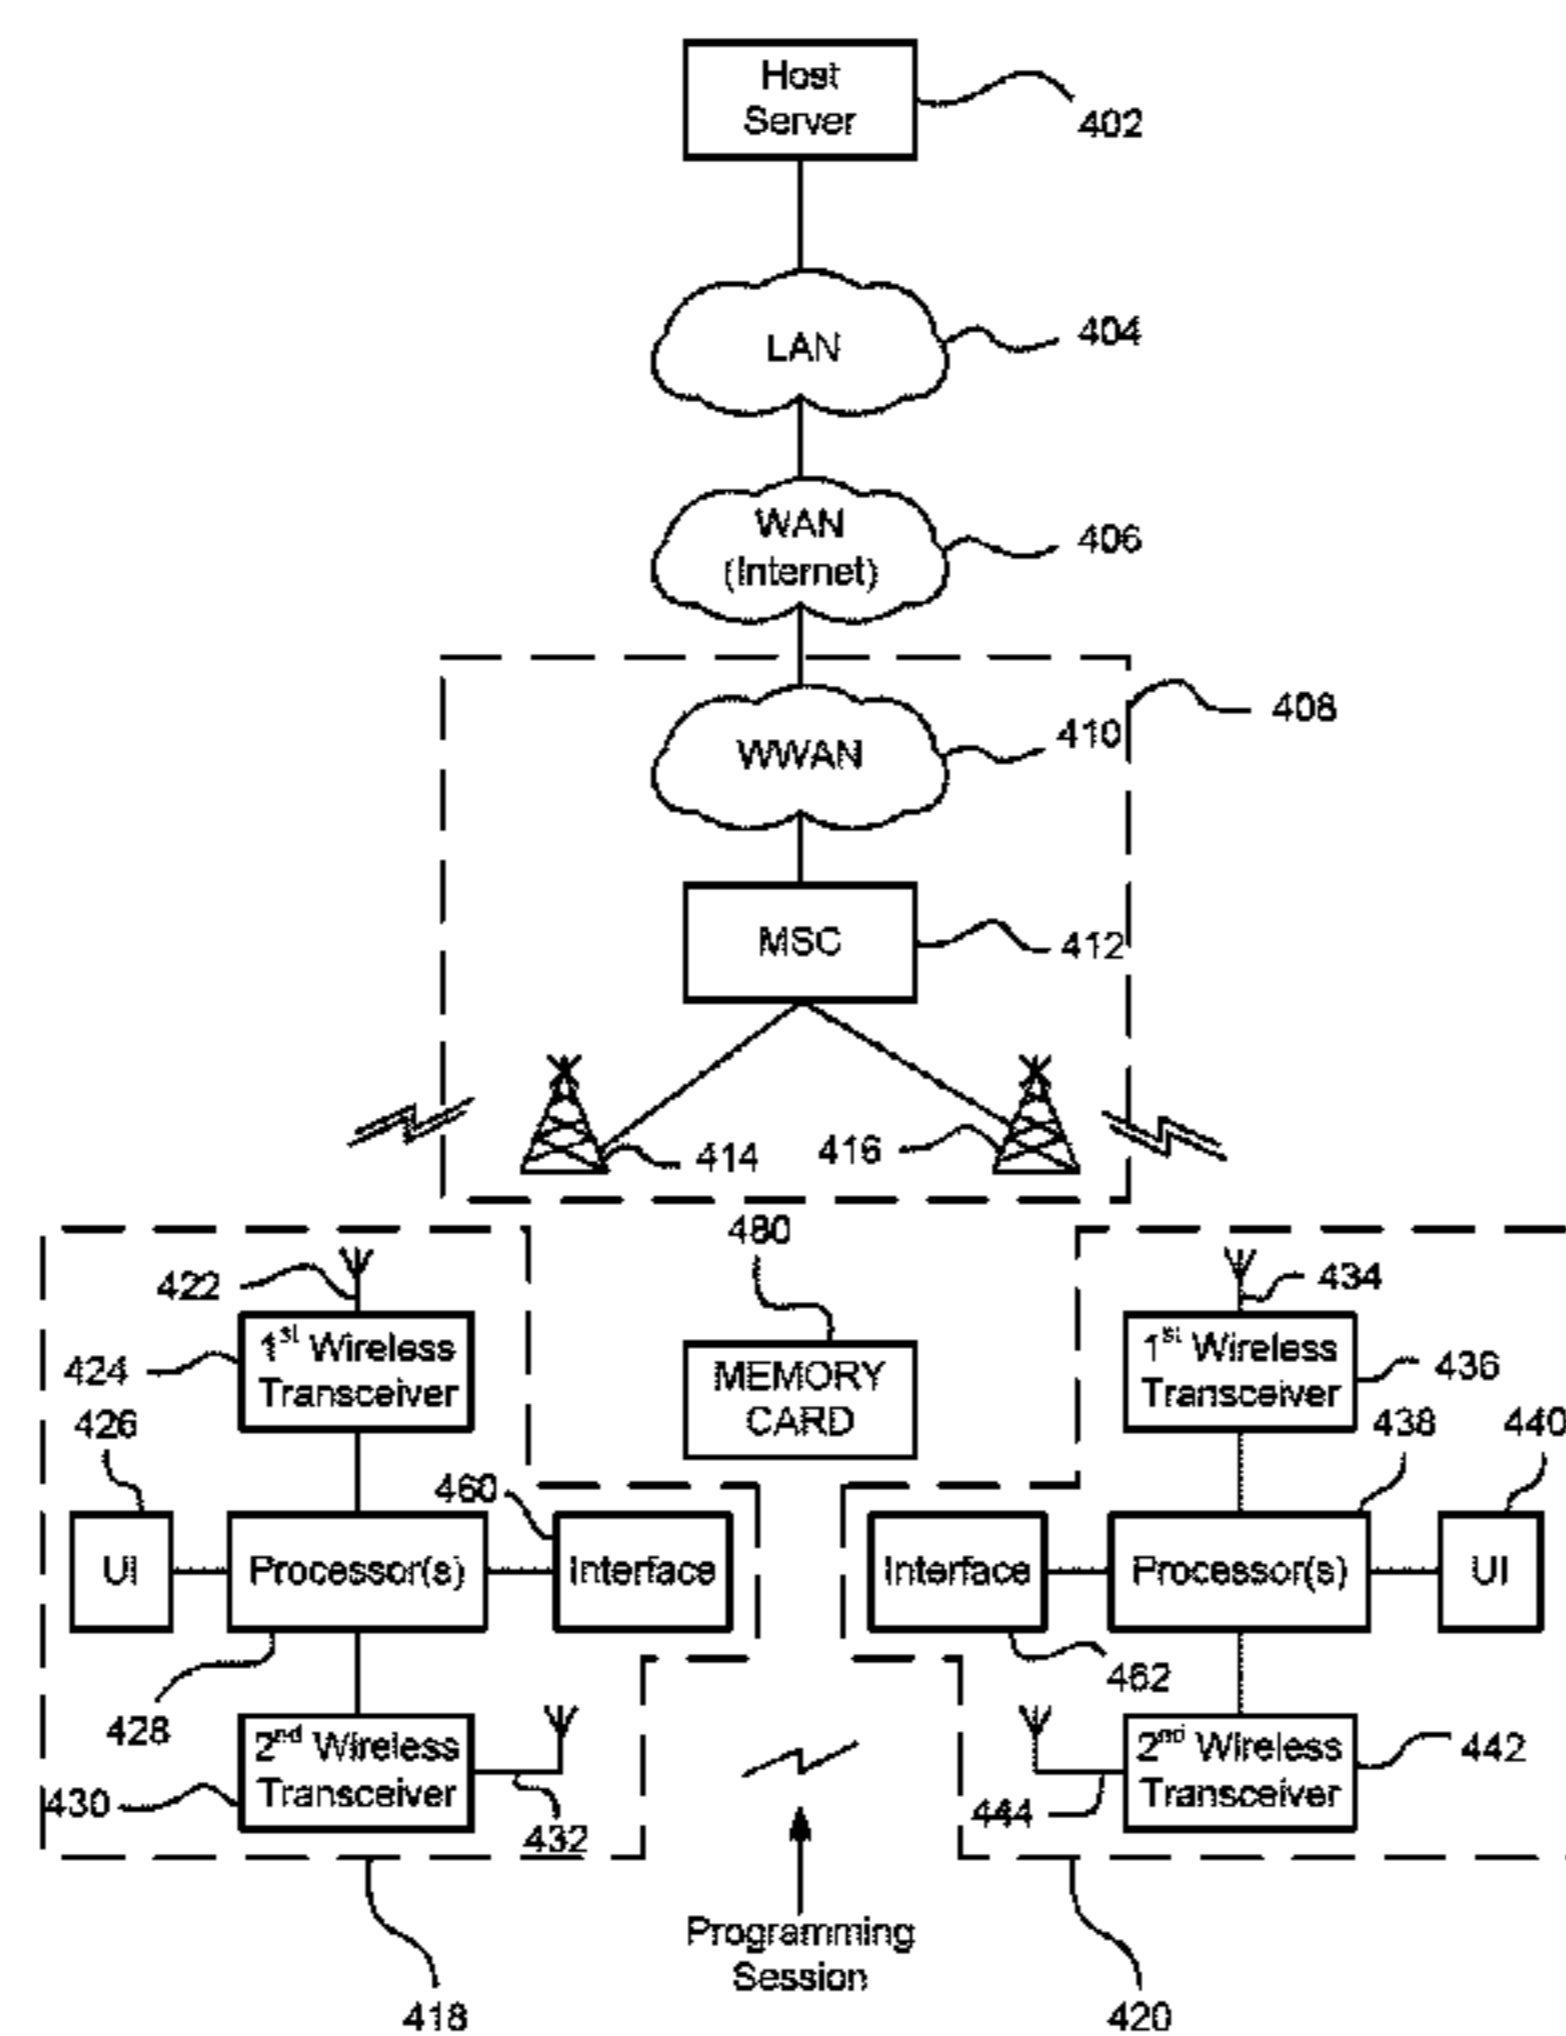 Host
Server
402
LAN
404
WAN
(Internet)
406
408
WWAN
410
MSC
412
414
416
480
422
434
1st Wireless
Transceiver
424
MEMORY
CARD
1st Wireless
Transceiver
436
426
438
440
460
UI
Processor(s)
Interface
Interface
Processor(s)
UI
462
428
2nd Wireless
Transceiver
430
432
2nd Wireless
Transceiver
442
444
Programming
Session
418
420